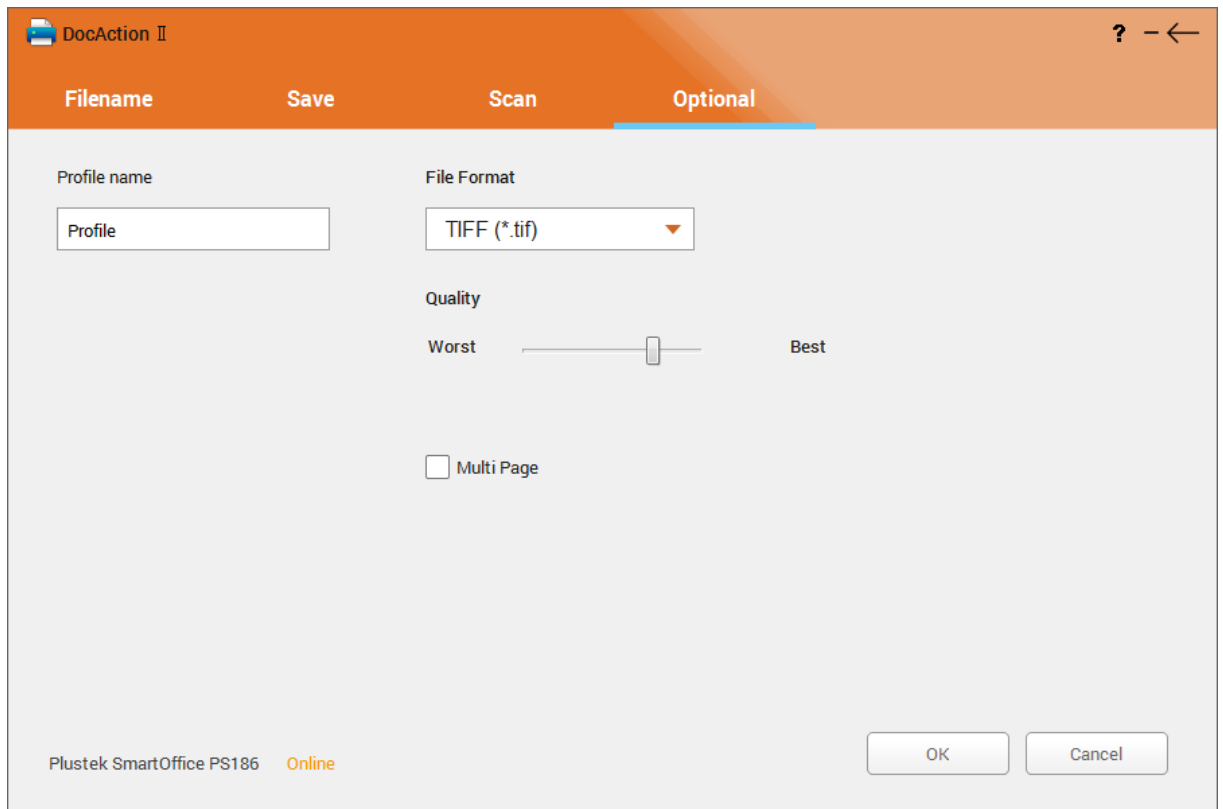 DocAction Ⅱ
? – ←
Filename Save Scan Optional
Profile name
Profile
File Format
TIFF (*.tif)
Quality
Worst Best
Multi Page
Plustek SmartOffice PS186 Online
OK Cancel